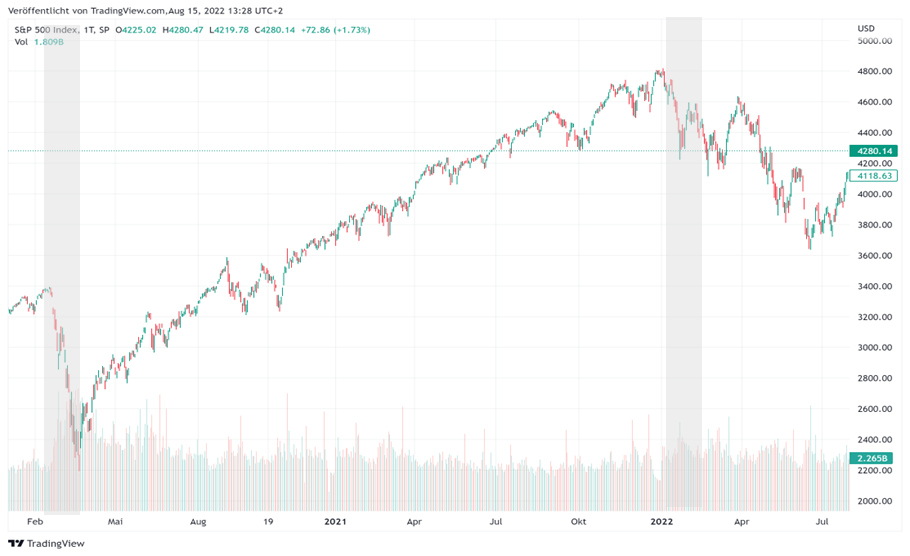 Veröffentlicht von TradingView.com,Aug 15, 2022 13:28 UTC+2
S&P 500 Index, 1T, SP O4225.02 H4280.47 L4219.78 C4280.14 +72.86 (+1.73%)
Vol 1.809B
USD
5000.00
4800.00
4600.00
4400.00
4280.14
4200.00
4118.63
4000.00
3800.00
3600.00
3400.00
3200.00
3000.00
2800.00
2600.00
2400.00
2.265B
2200.00
2000.00
Feb Mai Aug 19 2021 Apr Jul Okt 2022 Apr Jul
TradingView